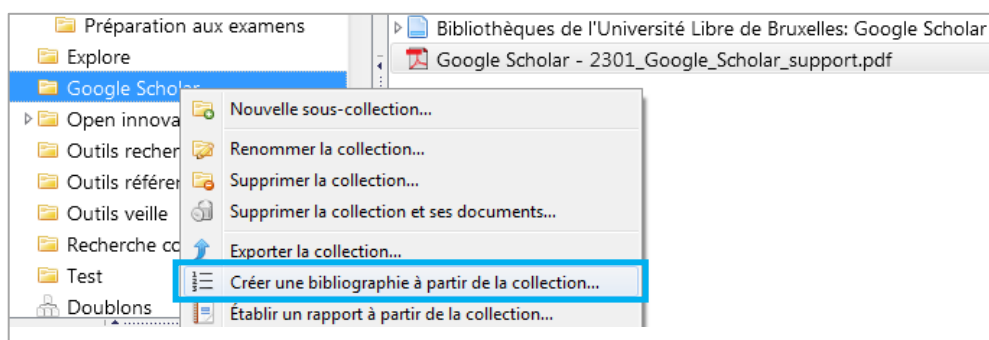 Préparation aux examens
Explore
Google Scholar
Open innova
Outils recher
Outils référer
Outils veille
Recherche co
Test
Doublons
Bibliothèques de l'Université Libre de Bruxelles: Google Scholar
Google Scholar - 2301_Google_Scholar_support.pdf
Nouvelle sous-collection...
Renommer la collection...
Supprimer la collection...
Supprimer la collection et ses documents...
Exporter la collection...
Créer une bibliographie à partir de la collection...
Établir un rapport à partir de la collection...